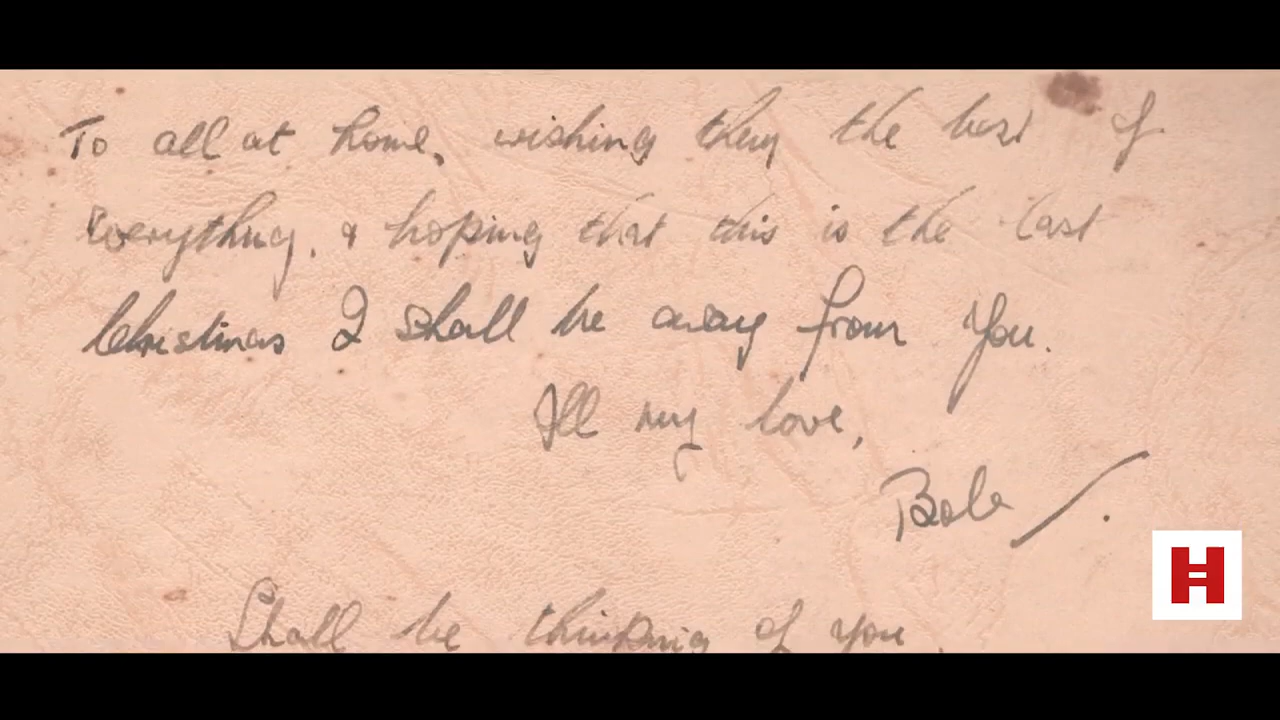 To all at home, wishing them the best of
everything, & hoping that this is the last
Christmas I shall be away from you.
All my love,
Bob
Shall be thinking of you
H